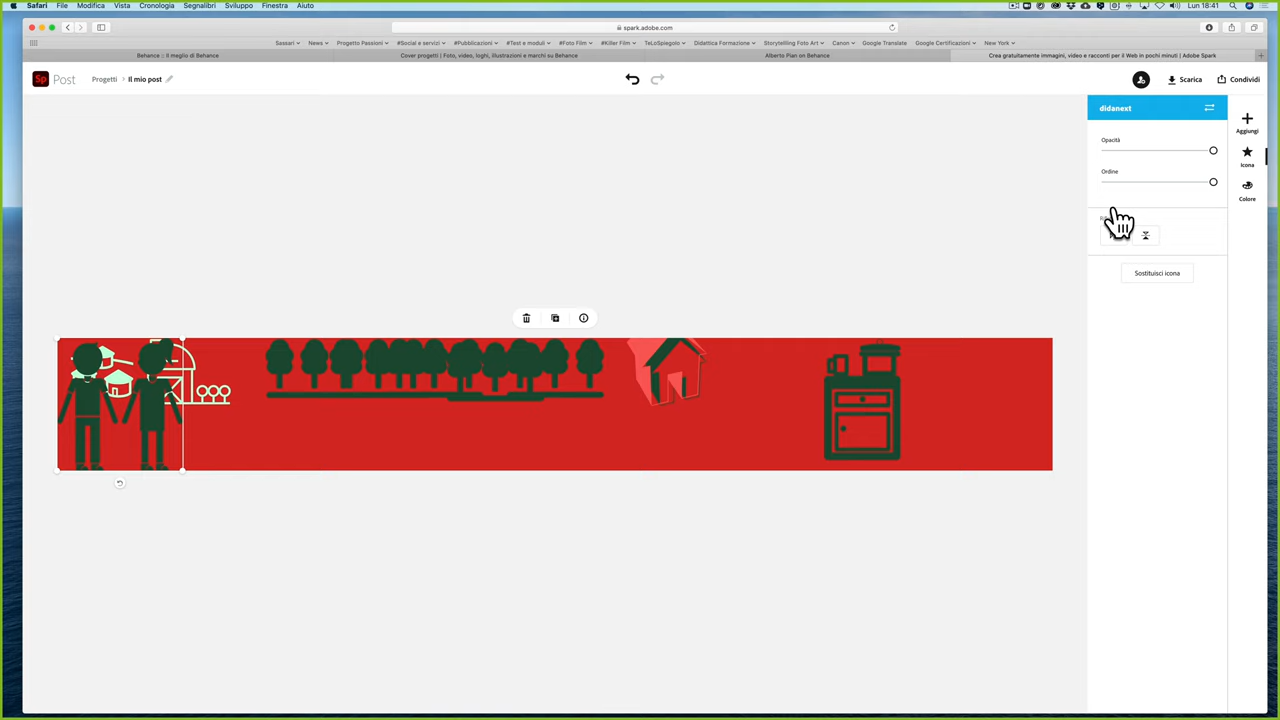 Safari File Modifica Vista Cronologia Segnalibri Sviluppo Finestra Aiuto
Lun 18:41
spark.adobe.com
Sassari News Progetto Passioni #Social e servizi #Pubblicazioni #Test e moduli #Foto Film #Killer Film TeLoSpiegolo Didattica Formazione Storytelling Foto Art Canon Google Translate Google Certificazioni New York
Behance :: Il meglio di Behance
Cover progetti | Foto, video, loghi, illustrazioni e marchi su Behance
Alberto Pian on Behance
Crea gratuitamente immagini, video e racconti per il Web in pochi minuti | Adobe Spark
Sp Post Progetti > Il mio post
Scarica Condividi
didanext
Opacità
Ordine
Sostituisci icona
Aggiungi
Icona
Colore